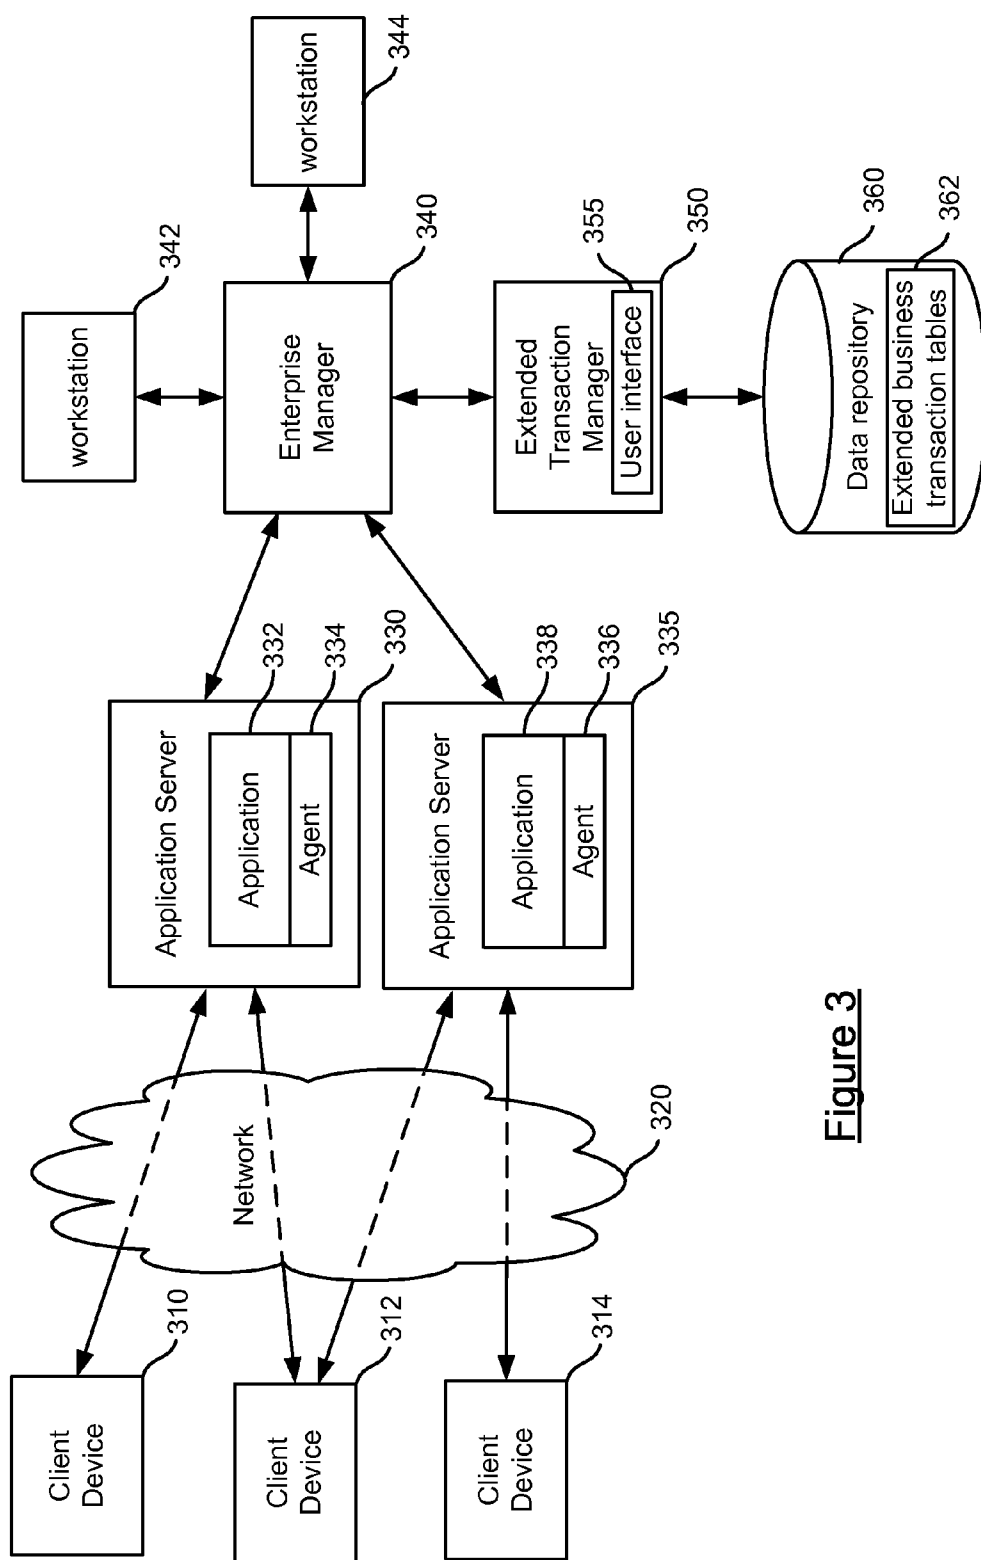 Client
Device
310
Client
Device
312
Client
Device
314
Network
320
Application Server
Application
Agent
332
334
330
Application Server
Application
Agent
338
336
335
workstation
342
Enterprise
Manager
340
workstation
344
Extended
Transaction
Manager
User interface
355
350
Data repository
Extended business
transaction tables
360
362
Figure 3